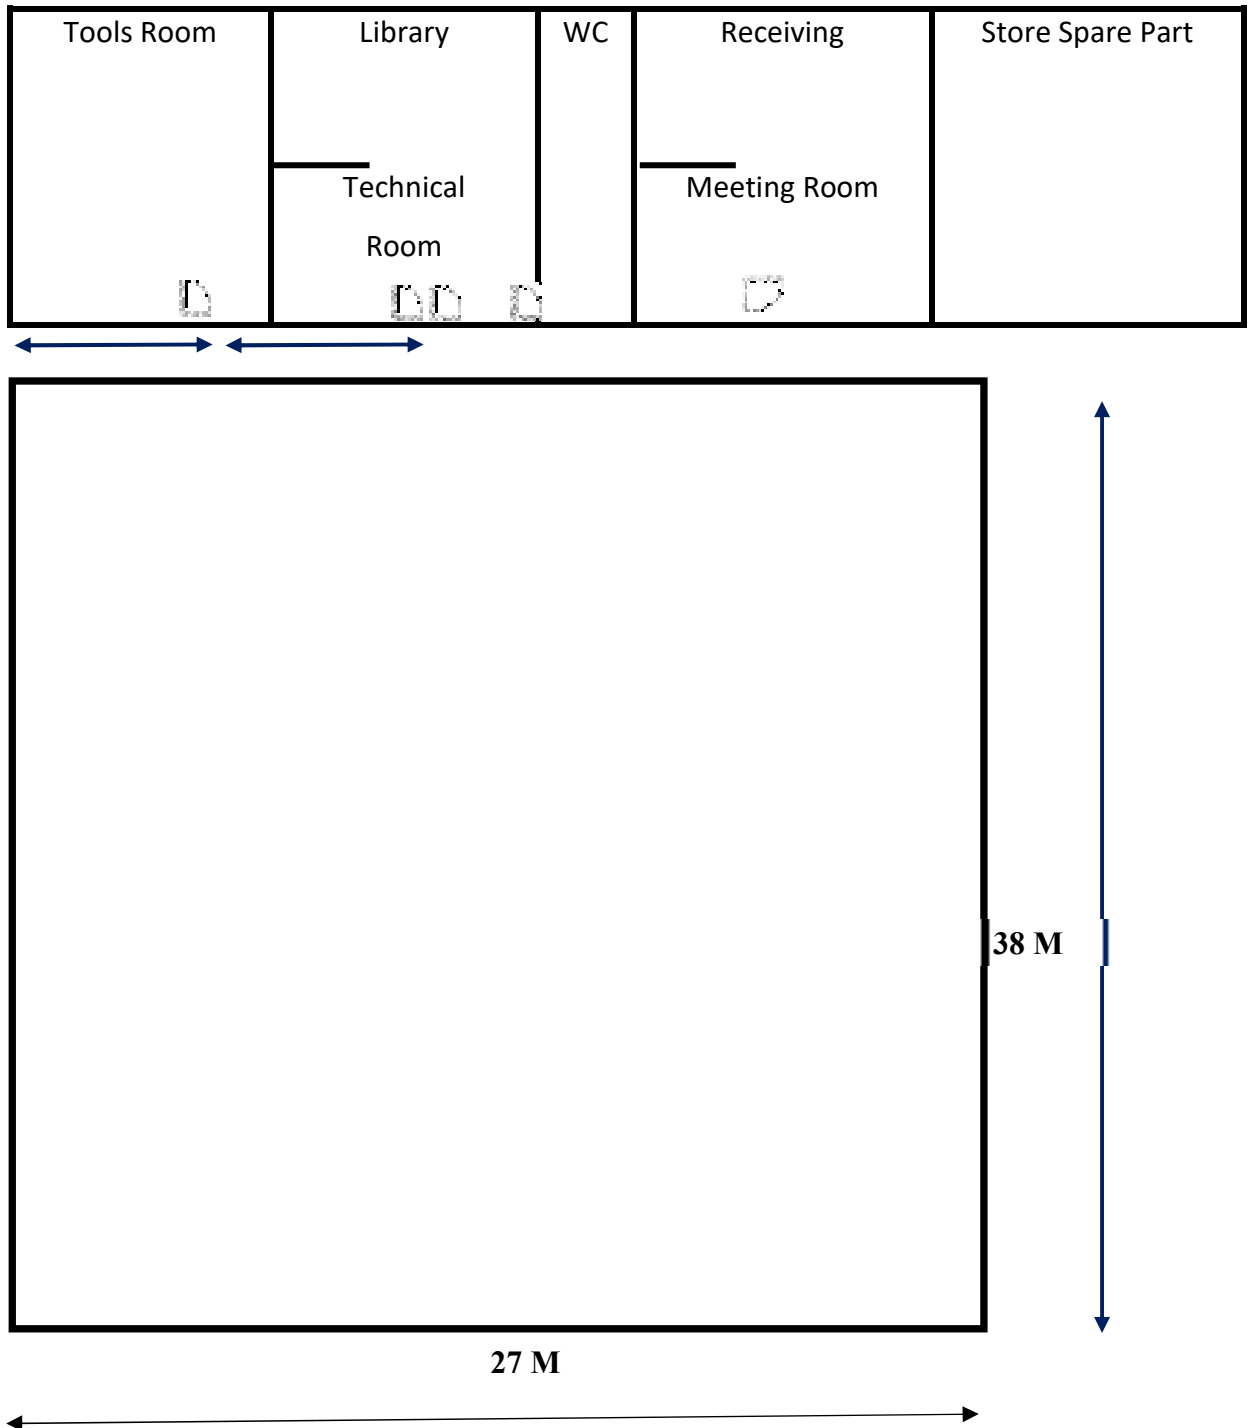 Tools Room
Library
WC
Receiving
Store Spare Part
Technical
Room
Meeting Room
38 M
27 M